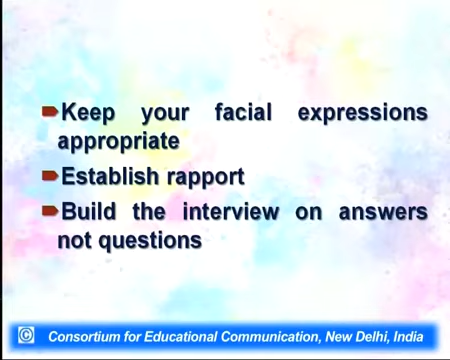 Keep your facial expressions
appropriate
Establish rapport
Build the interview on answers
not questions
© Consortium for Educational Communication, New Delhi, India